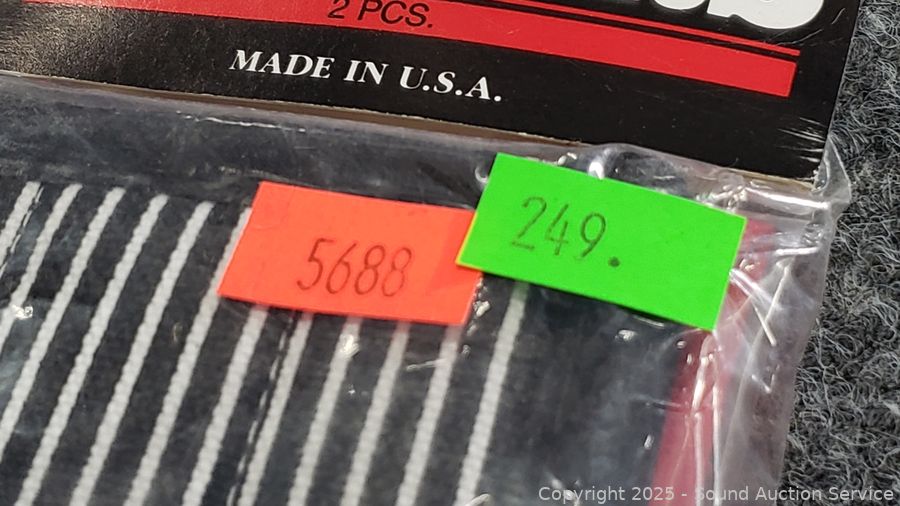 2 PCS.
MADE IN U.S.A.
249.
5688
Copyright 2025 - Sound Auction Service